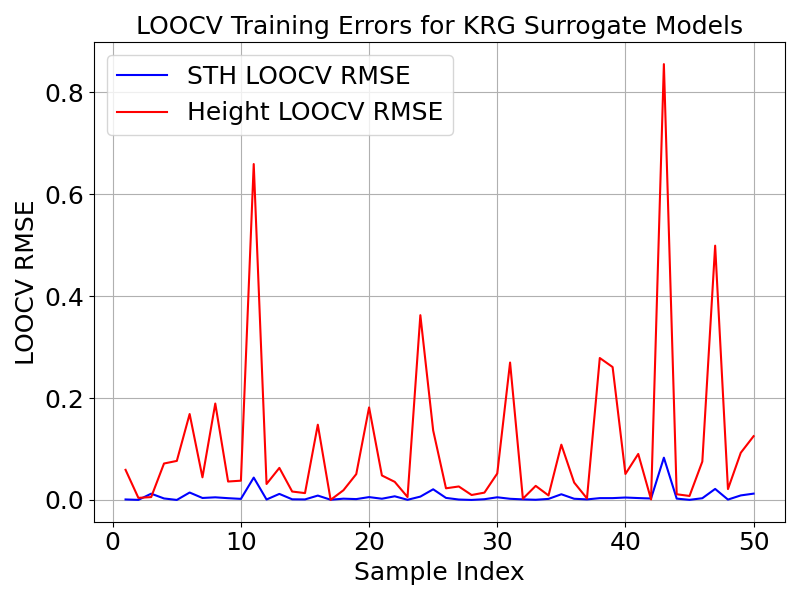 LOOCV Training Errors for KRG Surrogate Models
STH LOOCV RMSE
Height LOOCV RMSE
LOOCV RMSE
0.8
0.6
0.4
0.2
0.0
0 10 20 30 40 50
Sample Index